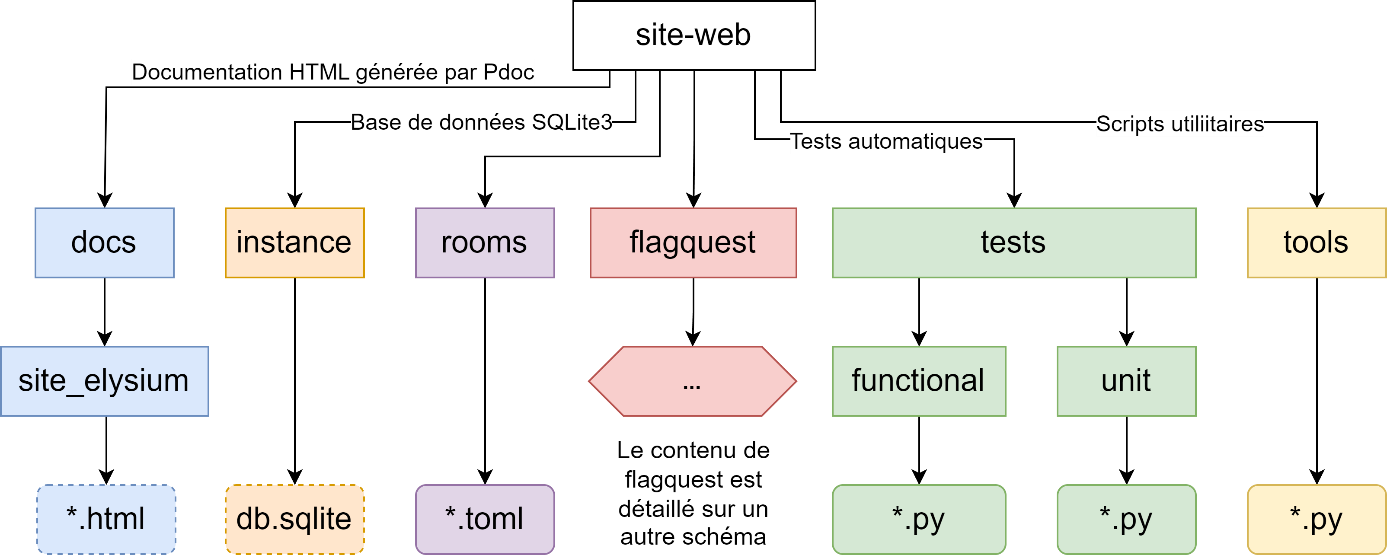 site-web
Documentation HTML générée par Pdoc
Base de données SQLite3
Tests automatiques
Scripts utiliitaires
docs
instance
rooms
flagquest
tests
tools
site_elysium
...
functional
unit
Le contenu de
flagquest est
détaillé sur un
autre schéma
*.html
db.sqlite
*.toml
*.py
*.py
*.py